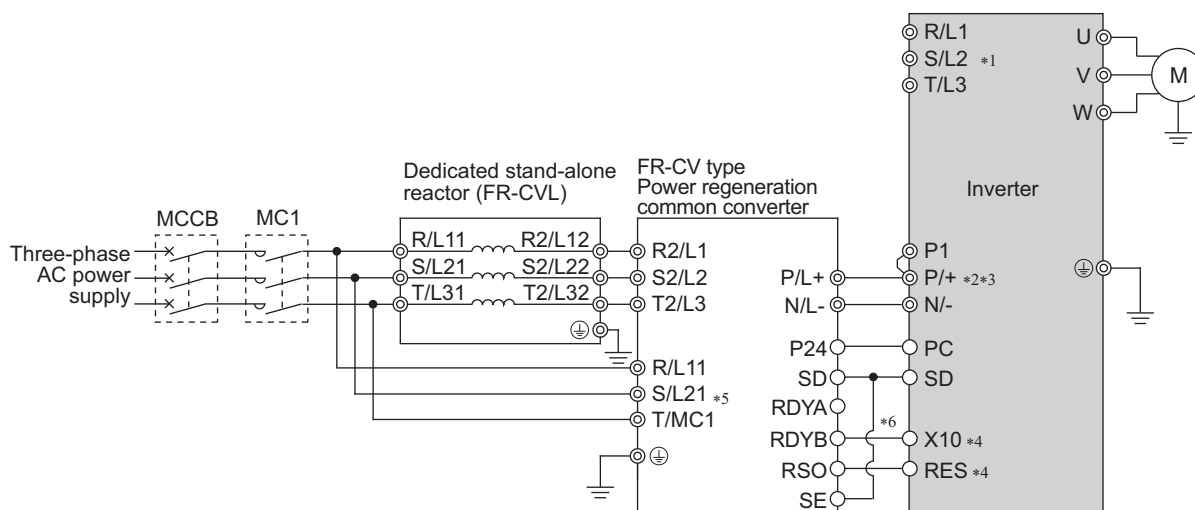 R/L1
S/L2 *1
T/L3
U
V
W
M
Dedicated stand-alone
reactor (FR-CVL)
FR-CV type
Power regeneration
common converter
Inverter
MCCB
MC1
Three-phase
AC power
supply
R/L11
R2/L12
S/L21
S2/L22
T/L31
T2/L32
R2/L1
S2/L2
T2/L3
R/L11
S/L21 *5
T/MC1
P/L+
N/L-
P24
SD
RDYA
RDYB
RSO
SE
*6
P1
P/+ *2*3
N/-
PC
SD
X10 *4
RES *4